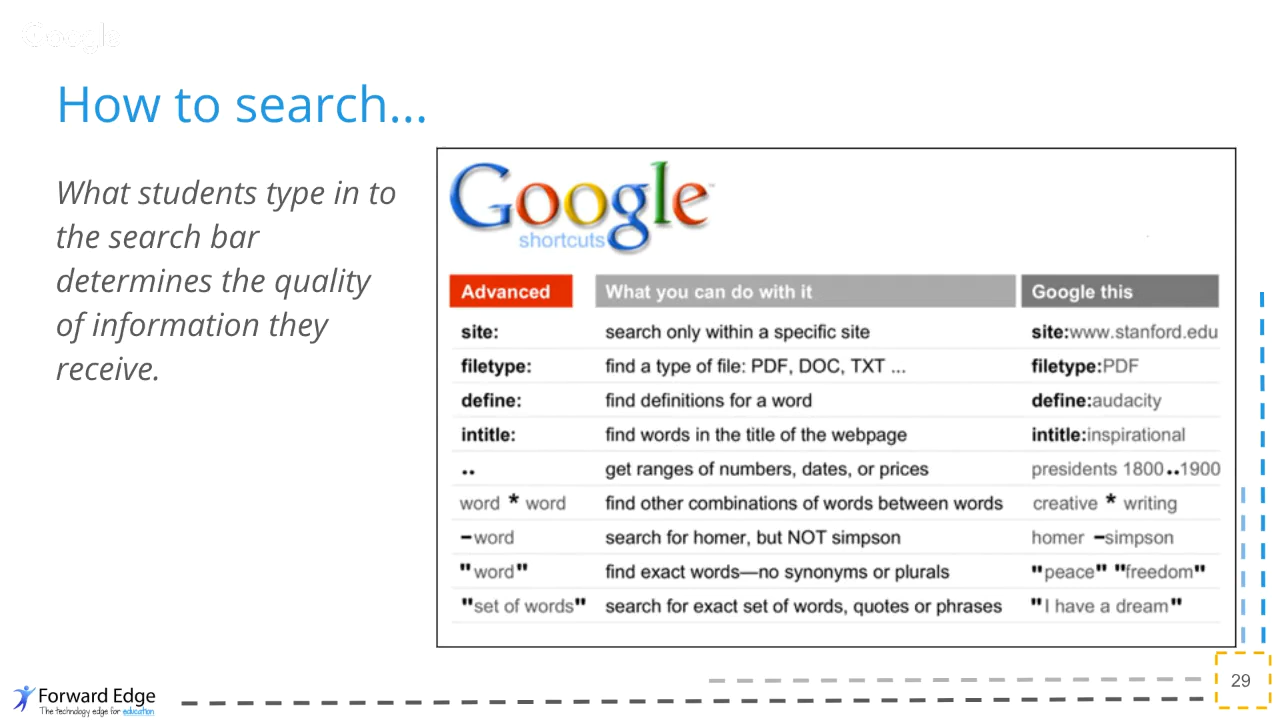 Google
How to search...
What students type in to
the search bar
determines the quality
of information they
receive.
Google
shortcuts
Advanced What you can do with it Google this
site: search only within a specific site site:www.stanford.edu
filetype: find a type of file: PDF, DOC, TXT ... filetype:PDF
define: find definitions for a word define:audacity
intitle: find words in the title of the webpage intitle:inspirational
.. get ranges of numbers, dates, or prices presidents 1800..1900
word * word find other combinations of words between words creative * writing
–word search for homer, but NOT simpson homer –simpson
"word" find exact words—no synonyms or plurals "peace" "freedom"
"set of words" search for exact set of words, quotes or phrases "I have a dream"
29
Forward Edge
The technology edge for education